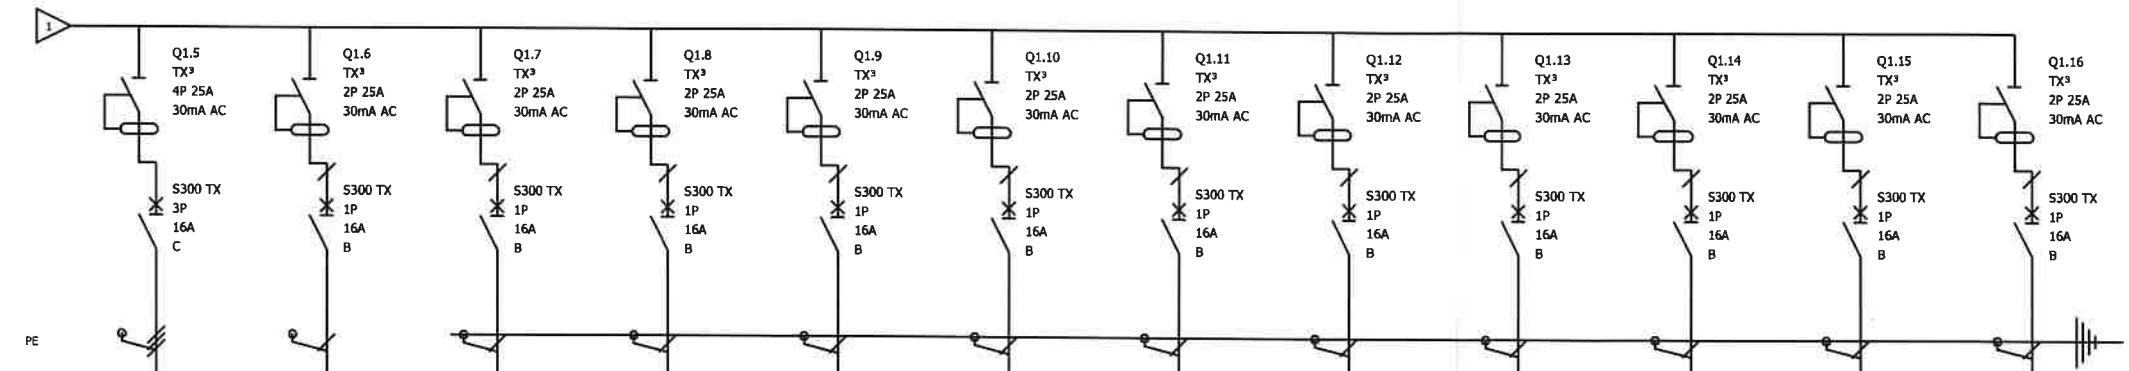 1
Q1.5
TX³
4P 25A
30mA AC
Q1.6
TX³
2P 25A
30mA AC
Q1.7
TX³
2P 25A
30mA AC
Q1.8
TX³
2P 25A
30mA AC
Q1.9
TX³
2P 25A
30mA AC
Q1.10
TX³
2P 25A
30mA AC
Q1.11
TX³
2P 25A
30mA AC
Q1.12
TX³
2P 25A
30mA AC
Q1.13
TX³
2P 25A
30mA AC
Q1.14
TX³
2P 25A
30mA AC
Q1.15
TX³
2P 25A
30mA AC
Q1.16
TX³
2P 25A
30mA AC
S300 TX
3P
16A
C
S300 TX
1P
16A
B
S300 TX
1P
16A
B
S300 TX
1P
16A
B
S300 TX
1P
16A
B
S300 TX
1P
16A
B
S300 TX
1P
16A
B
S300 TX
1P
16A
B
S300 TX
1P
16A
B
S300 TX
1P
16A
B
S300 TX
1P
16A
B
S300 TX
1P
16A
B
PE